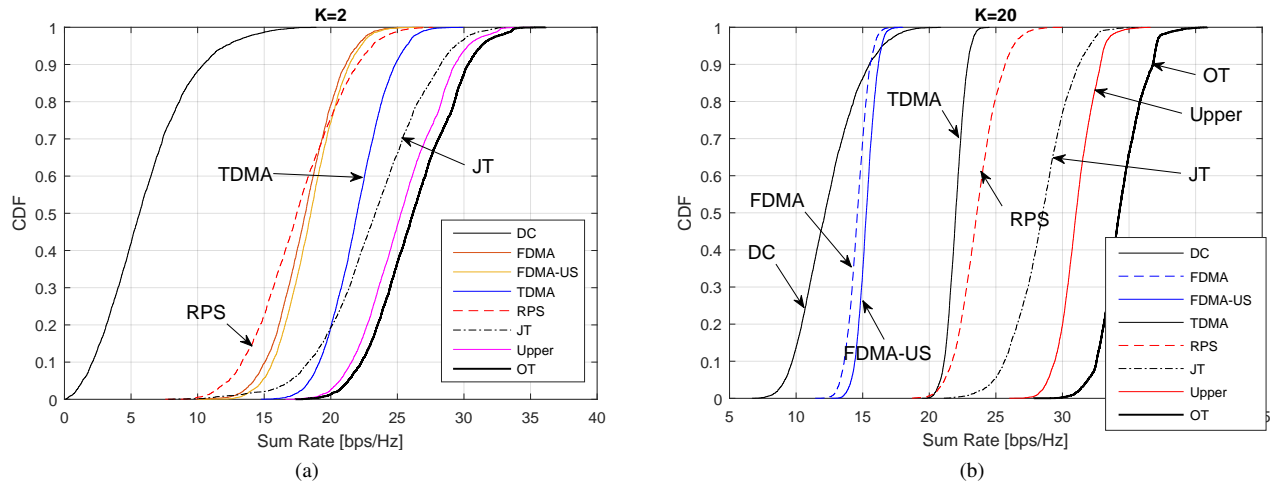 K=2
1
0.9
0.8
0.7
0.6
0.5
0.4
0.3
0.2
0.1
0
CDF
0 5 10 15 20 25 30 35 40
Sum Rate [bps/Hz]
TDMA
JT
RPS
DC
FDMA
FDMA-US
TDMA
RPS
JT
Upper
OT
(a)
K=20
1
0.9
0.8
0.7
0.6
0.5
0.4
0.3
0.2
0.1
0
CDF
5 10 15 20 25 30
Sum Rate [bps/Hz]
OT
Upper
TDMA
JT
FDMA
RPS
DC
FDMA-US
DC
FDMA
FDMA-US
TDMA
RPS
JT
Upper
OT
(b)